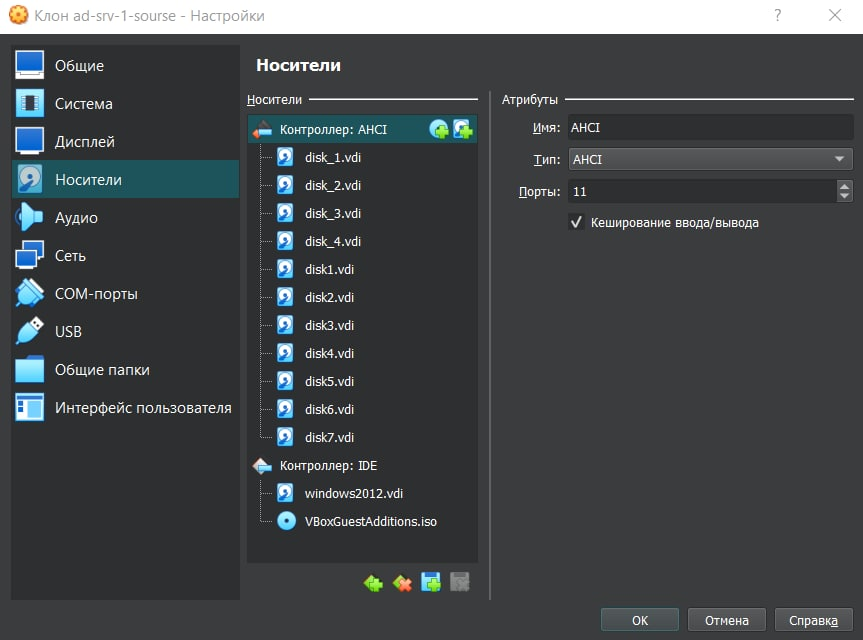 Клон ad-srv-1-sourse - Настройки
?
Общие
Система
Дисплей
Носители
Аудио
Сеть
COM-порты
USB
Общие папки
Интерфейс пользователя
Носители
Носители
Контроллер: AHCI
disk_1.vdi
disk_2.vdi
disk_3.vdi
disk_4.vdi
disk1.vdi
disk2.vdi
disk3.vdi
disk4.vdi
disk5.vdi
disk6.vdi
disk7.vdi
Контроллер: IDE
windows2012.vdi
VBoxGuestAdditions.iso
Атрибуты
Имя: AHCI
Тип: AHCI
Порты: 11
Кеширование ввода/вывода
OK Отмена Справка